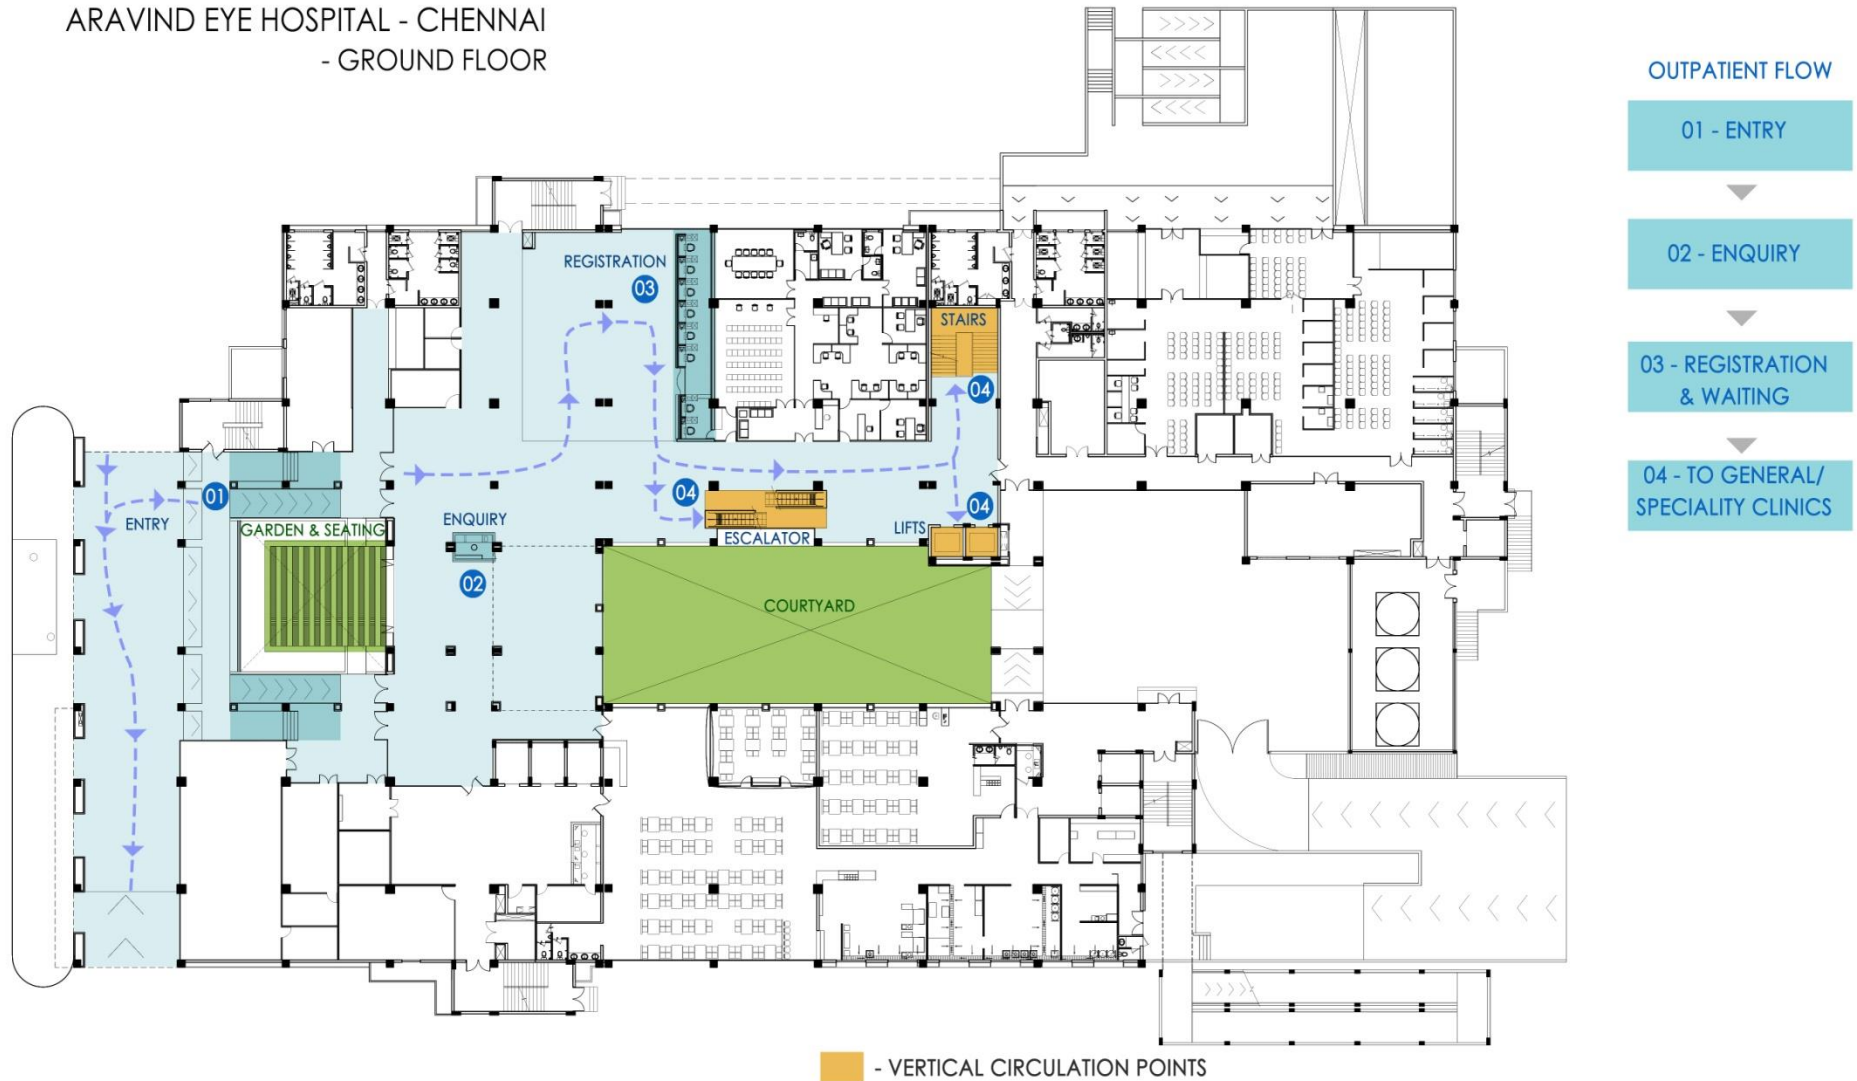 ARAVIND EYE HOSPITAL - CHENNAI
- GROUND FLOOR
OUTPATIENT FLOW
01 - ENTRY
02 - ENQUIRY
03 - REGISTRATION
& WAITING
04 - TO GENERAL/
SPECIALITY CLINICS
REGISTRATION
03
STAIRS
04
01
ENTRY
GARDEN & SEATING
ENQUIRY
02
04
ESCALATOR
LIFTS
04
COURTYARD
- VERTICAL CIRCULATION POINTS